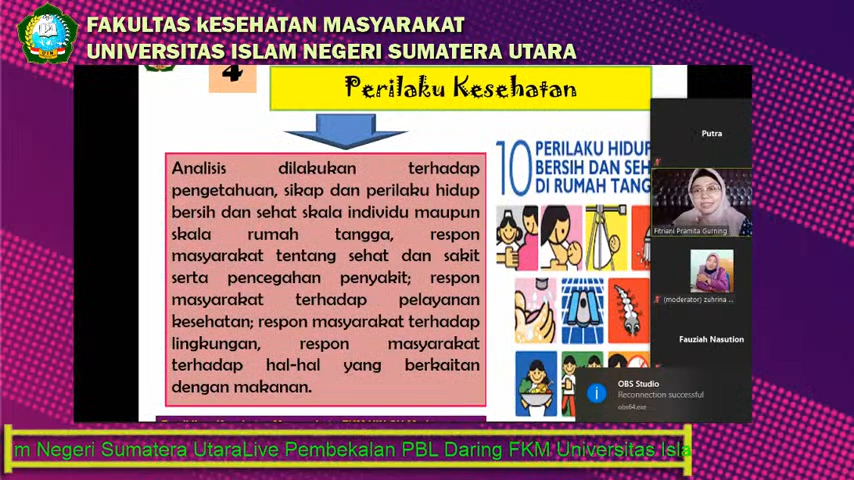 FAKULTAS kESEHATAN MASYARAKAT
UNIVERSITAS ISLAM NEGERI SUMATERA UTARA
4
Perilaku Kesehatan
Analisis dilakukan terhadap
pengetahuan, sikap dan perilaku hidup
bersih dan sehat skala individu maupun
skala rumah tangga, respon
masyarakat tentang sehat dan sakit
serta pencegahan penyakit; respon
masyarakat terhadap pelayanan
kesehatan; respon masyarakat terhadap
lingkungan, respon masyarakat
terhadap hal-hal yang berkaitan
dengan makanan.
10 PERILAKU HIDU
BERSIH DAN SEH
DI RUMAH TANG
Putra
Fitriani Pramita Gurning
(moderator) zuhrina ...
Fauziah Nasution
OBS Studio
Reconnection successful
obs64.exe
m Negeri Sumatera UtaraLive Pembekalan PBL Daring FKM Universitas Isla